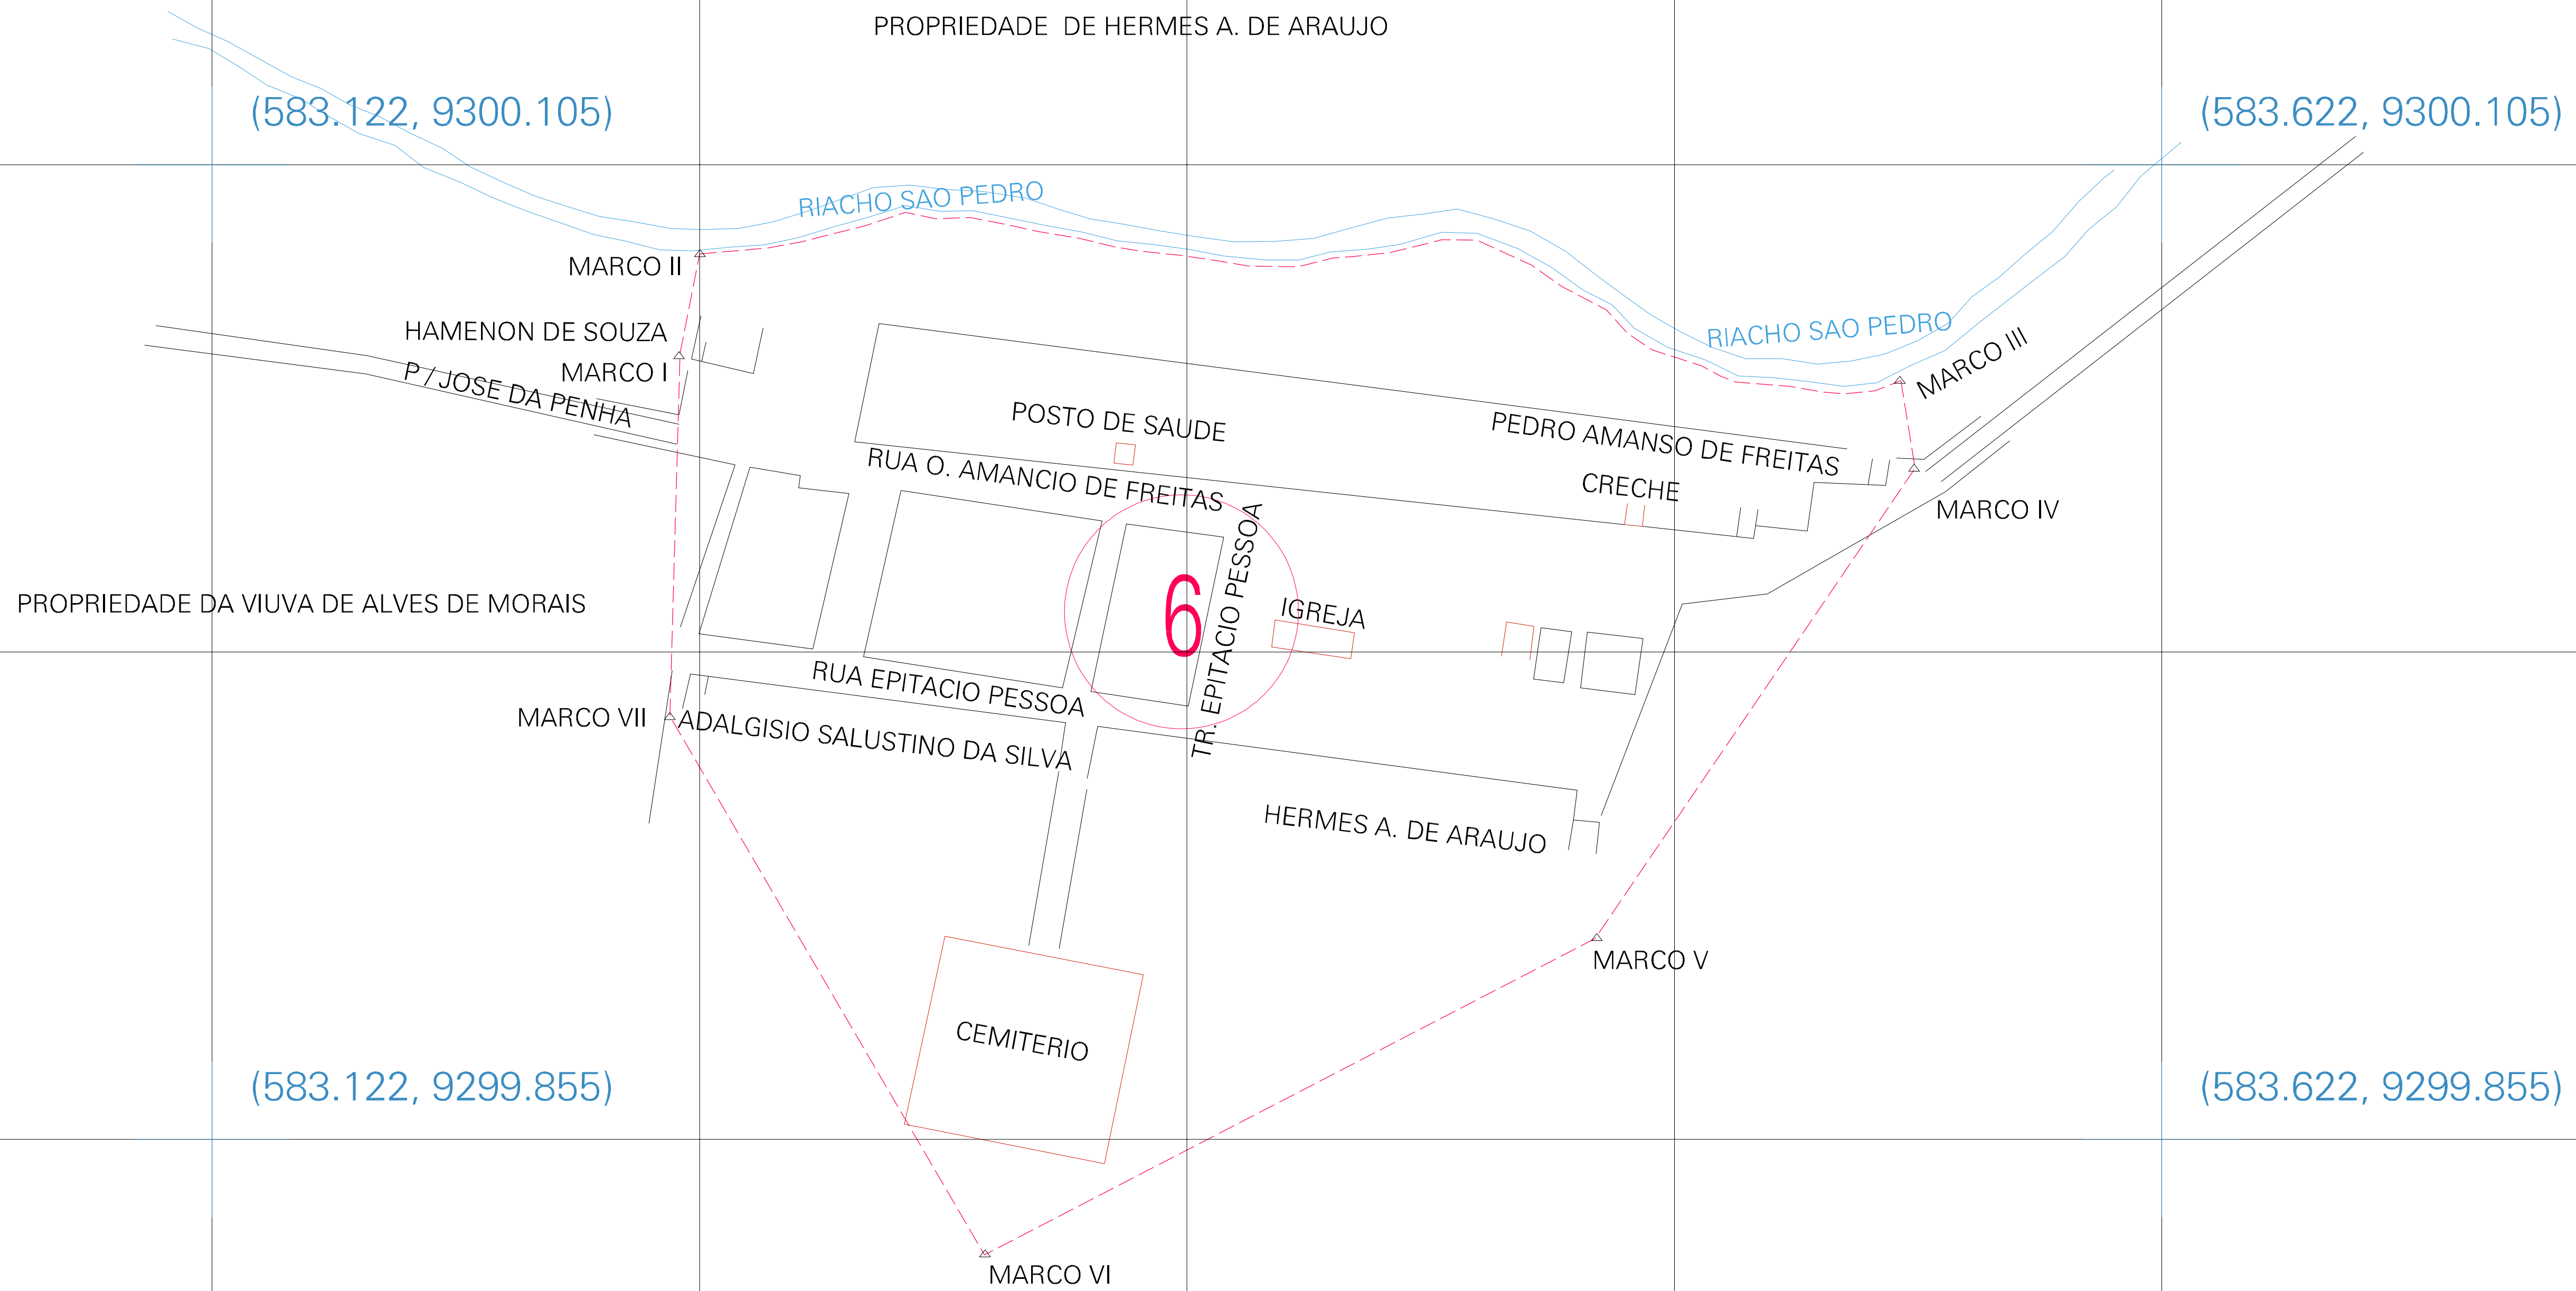 PROPRIEDADE DE HERMES A. DE ARAUJO
(583.122, 9300.105)
(583.622, 9300.105)
RIACHO SAO PEDRO
MARCO II
HAMENON DE SOUZA
MARCO I
P / JOSE DA PENHA
RIACHO SAO PEDRO
MARCO III
POSTO DE SAUDE
PEDRO AMANSO DE FREITAS
RUA O. AMANCIO DE FREITAS
CRECHE
MARCO IV
TR. EPITACIO PESSOA
6
IGREJA
PROPRIEDADE DA VIUVA DE ALVES DE MORAIS
RUA EPITACIO PESSOA
MARCO VII
ADALGISIO SALUSTINO DA SILVA
HERMES A. DE ARAUJO
MARCO V
CEMITERIO
(583.122, 9299.855)
(583.622, 9299.855)
MARCO VI